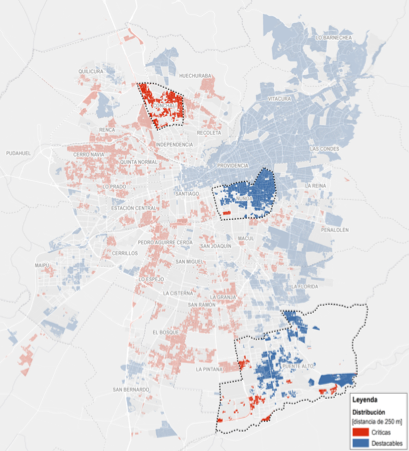 LO BARNECHEA
QUILICURA
HUECHURABA
VITACURA
RENCA
RECOLETA
INDEPENDENCIA
LAS CONDES
PUDAHUEL
CERRO NAVIA
QUINTA NORMAL
PROVIDENCIA
LO PRADO
LA REINA
SANTIAGO
ESTACIÓN CENTRAL
PEÑALOLÉN
MACUL
PEDRO AGUIRRE CERDA
SAN JOAQUÍN
CERRILLOS
MAIPÚ
SAN MIGUEL
LO ESPEJO
LA FLORIDA
LA CISTERNA
LA GRANJA
SAN RAMÓN
EL BOSQUE
LA PINTANA
PUENTE ALTO
SAN BERNARDO
Leyenda
Distribución
[distancia de 250 m]
Críticas
Destacables